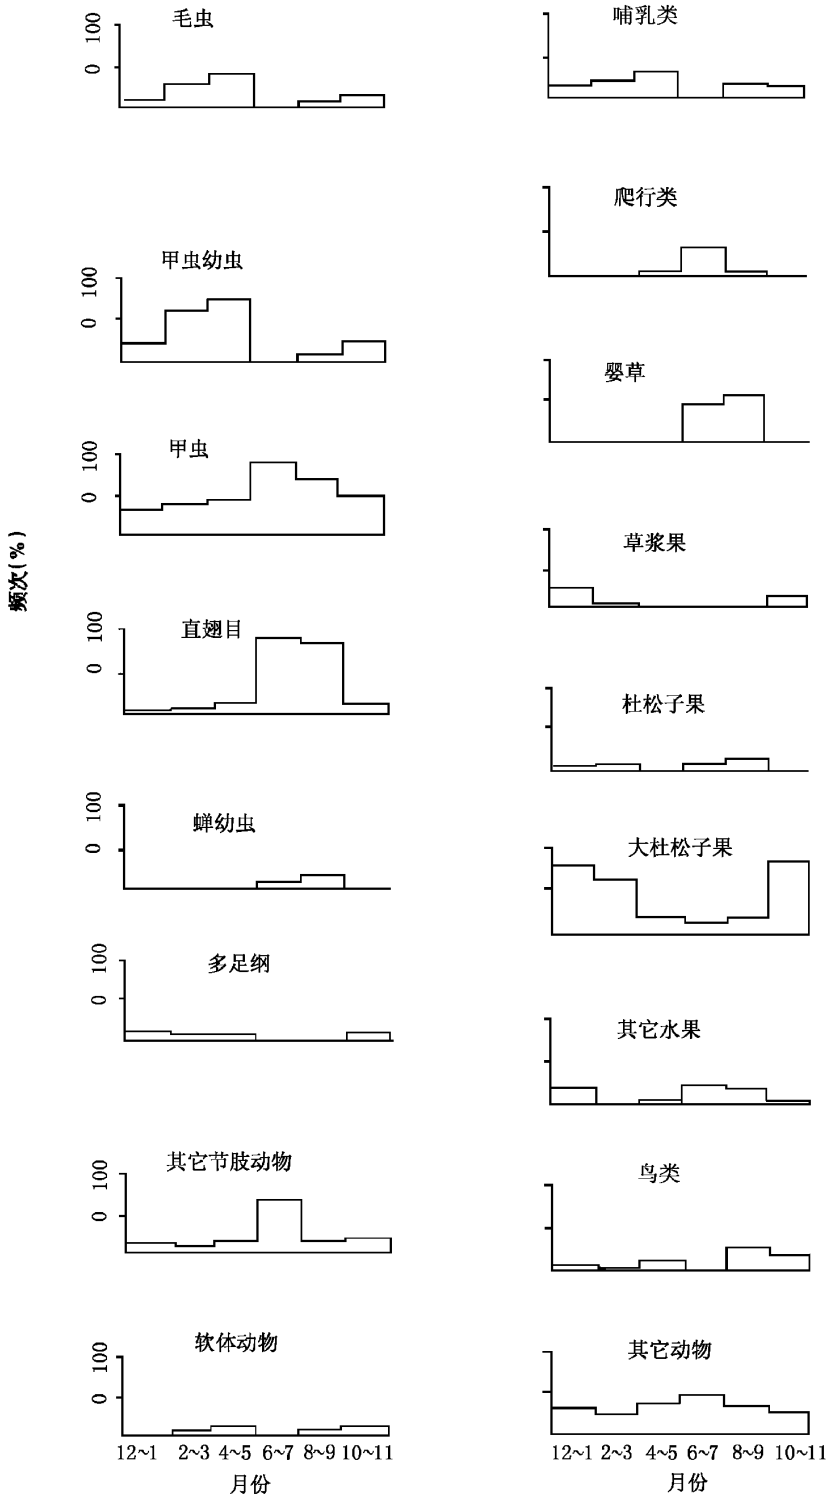 频次(%)
毛虫
100
0
甲虫幼虫
100
0
甲虫
100
0
直翅目
100
0
蝉幼虫
100
0
多足纲
100
0
其它节肢动物
100
0
软体动物
100
0
12~1 2~3 4~5 6~7 8~9 10~11
月份
哺乳类
爬行类
婴草
草浆果
杜松子果
大杜松子果
其它水果
鸟类
其它动物
12~1 2~3 4~5 6~7 8~9 10~11
月份